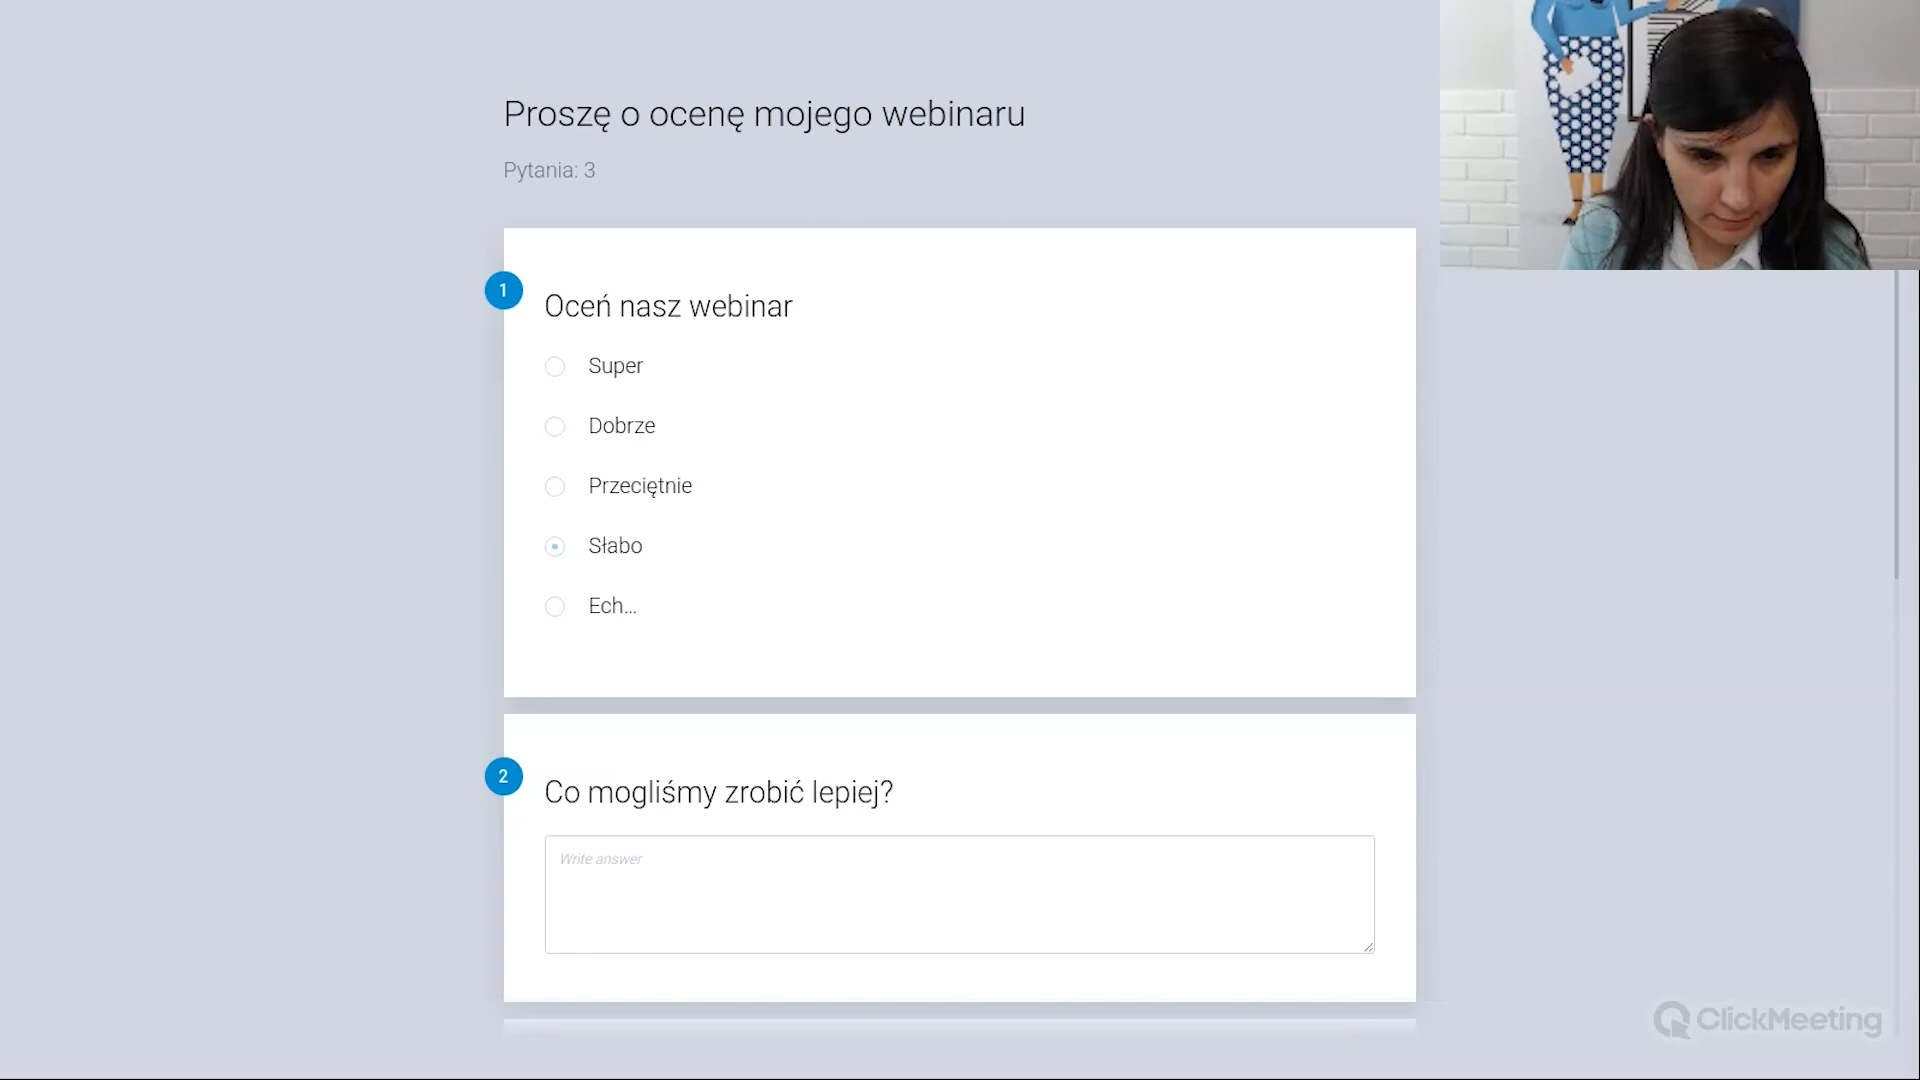 Proszę o ocenę mojego webinaru
Pytania: 3
1
Oceń nasz webinar
Super
Dobrze
Przeciętnie
Słabo
Ech...
2
Co mogliśmy zrobić lepiej?
Write answer
ClickMeeting